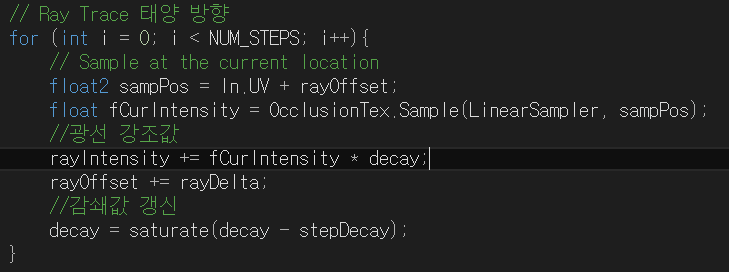 // Ray Trace 태양 방향
for (int i = 0; i < NUM_STEPS; i++){
// Sample at the current location
float2 sampPos = In.UV + rayOffset;
float fCurIntensity = OcclusionTex.Sample(LinearSampler, sampPos);
//광선 강조값
rayIntensity += fCurIntensity * decay;
rayOffset += rayDelta;
//감쇄값 갱신
decay = saturate(decay - stepDecay);
}